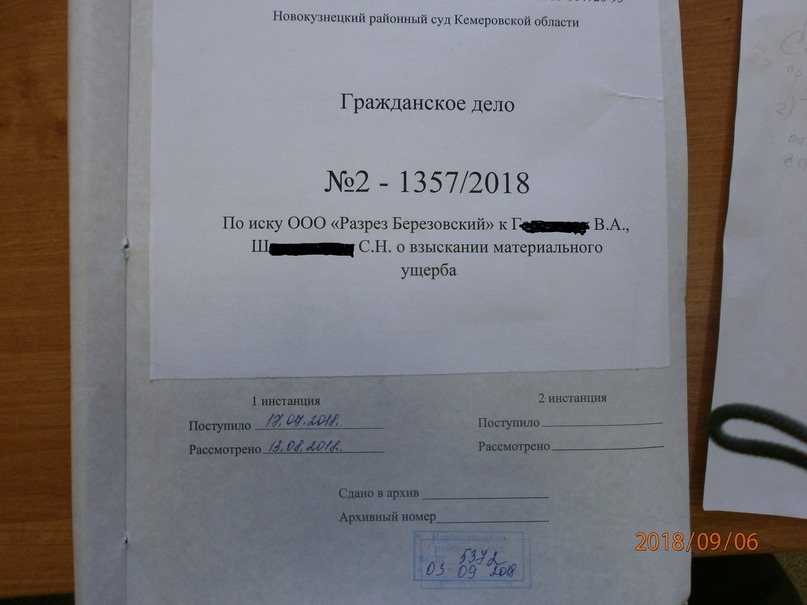 Новокузнецкий районный суд Кемеровской области
Гражданское дело
№2 - 1357/2018
По иску ООО «Разрез Березовский» к Г В.А.,
Ш С.Н. о взыскании материального
ущерба
1 инстанция
Поступило 17.07.2018.
Рассмотрено 13.08.2018.
2 инстанция
Поступило
Рассмотрено
Сдано в архив
Архивный номер
5372
03 09 2018
2018/09/06